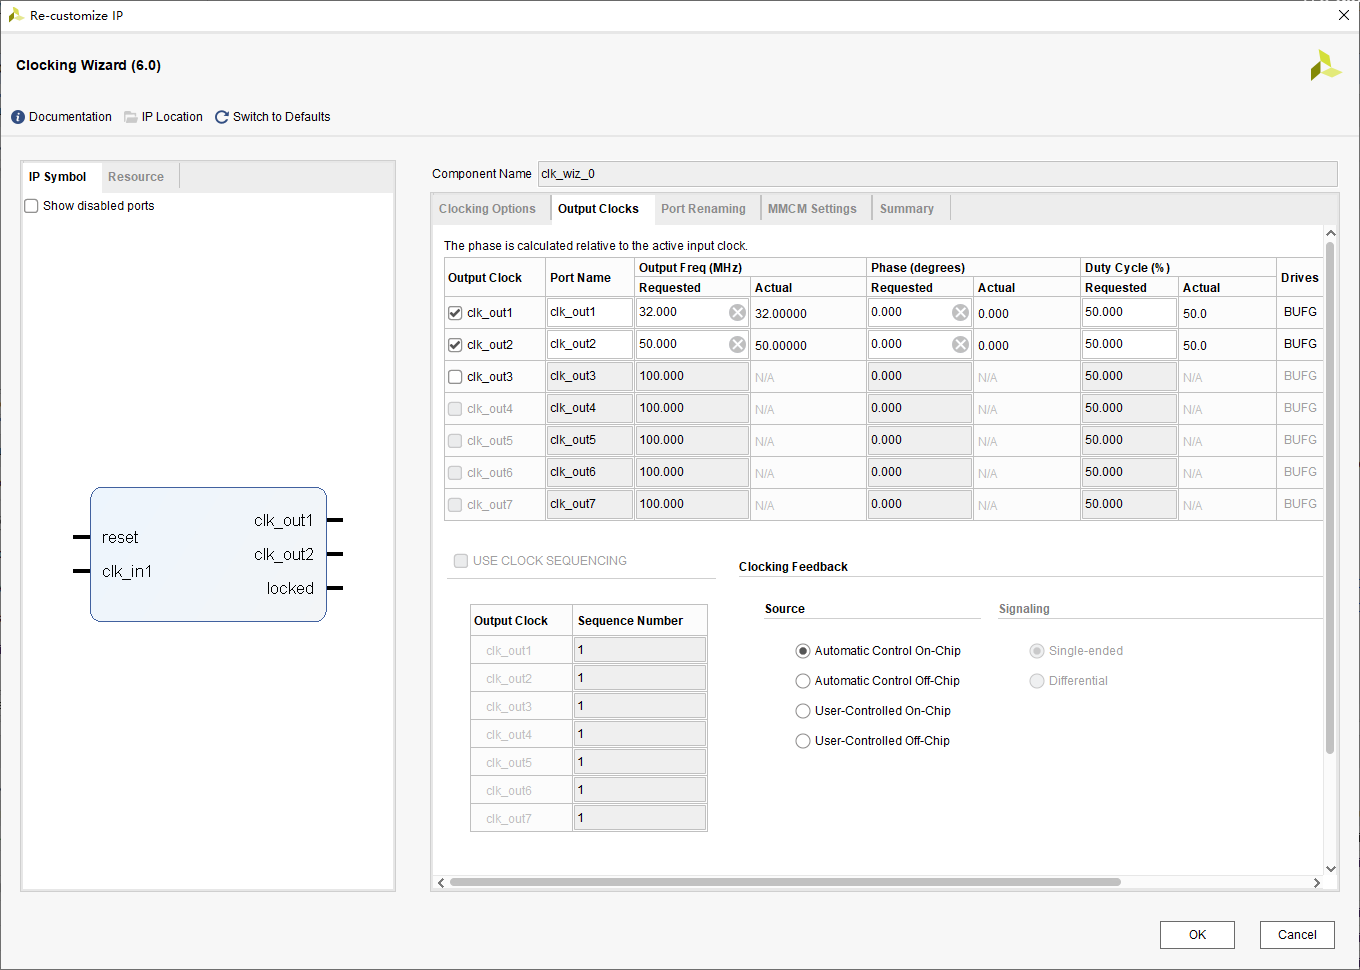 Re-customize IP
Clocking Wizard (6.0)
Documentation IP Location Switch to Defaults
IP Symbol Resource
Show disabled ports
reset
clk_in1
clk_out1
clk_out2
locked
Component Name clk_wiz_0
Clocking Options Output Clocks Port Renaming MMCM Settings Summary
The phase is calculated relative to the active input clock.
Output Clock Port Name Output Freq (MHz) Phase (degrees) Duty Cycle (%) Drives
Requested Actual Requested Actual Requested Actual
clk_out1 clk_out1 32.000 32.00000 0.000 0.000 50.000 50.0 BUFG
clk_out2 clk_out2 50.000 50.00000 0.000 0.000 50.000 50.0 BUFG
clk_out3 clk_out3 100.000 N/A 0.000 N/A 50.000 N/A BUFG
clk_out4 clk_out4 100.000 N/A 0.000 N/A 50.000 N/A BUFG
clk_out5 clk_out5 100.000 N/A 0.000 N/A 50.000 N/A BUFG
clk_out6 clk_out6 100.000 N/A 0.000 N/A 50.000 N/A BUFG
clk_out7 clk_out7 100.000 N/A 0.000 N/A 50.000 N/A BUFG
USE CLOCK SEQUENCING
Output Clock Sequence Number
clk_out1 1
clk_out2 1
clk_out3 1
clk_out4 1
clk_out5 1
clk_out6 1
clk_out7 1
Clocking Feedback
Source Signaling
Automatic Control On-Chip Single-ended
Automatic Control Off-Chip Differential
User-Controlled On-Chip
User-Controlled Off-Chip
OK Cancel